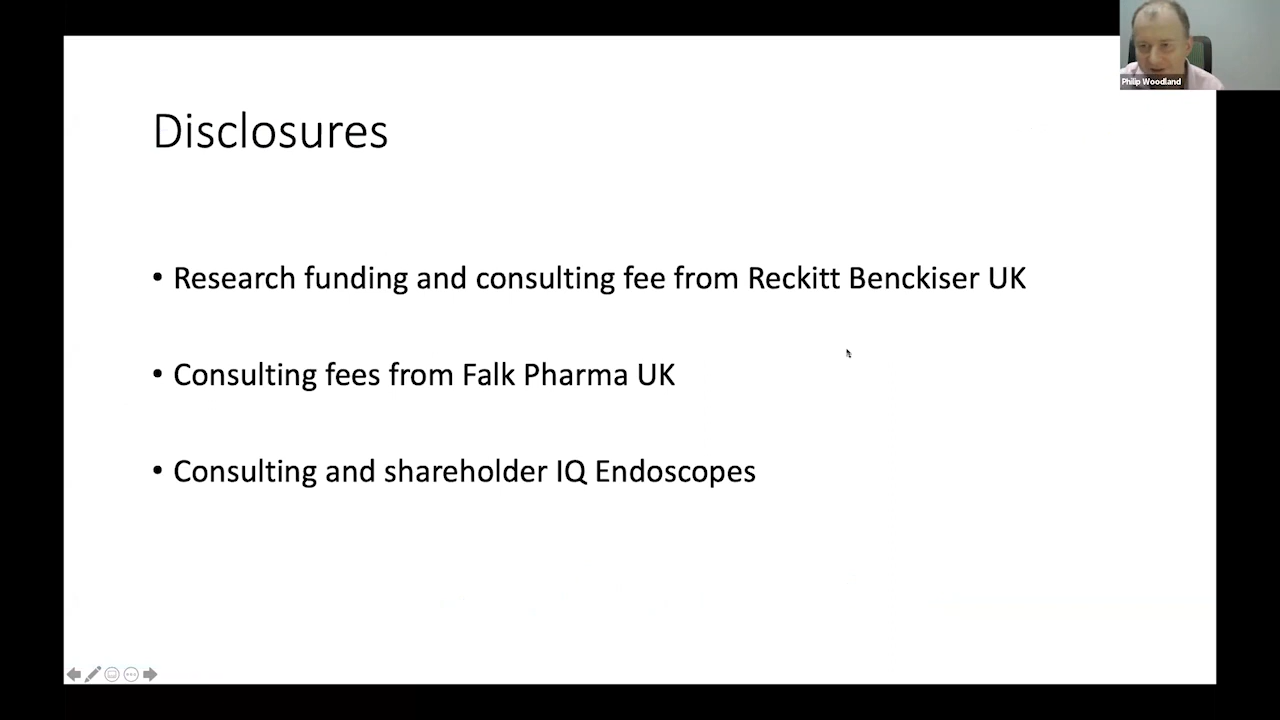 Philip Woodland
Disclosures
• Research funding and consulting fee from Reckitt Benckiser UK
• Consulting fees from Falk Pharma UK
• Consulting and shareholder IQ Endoscopes